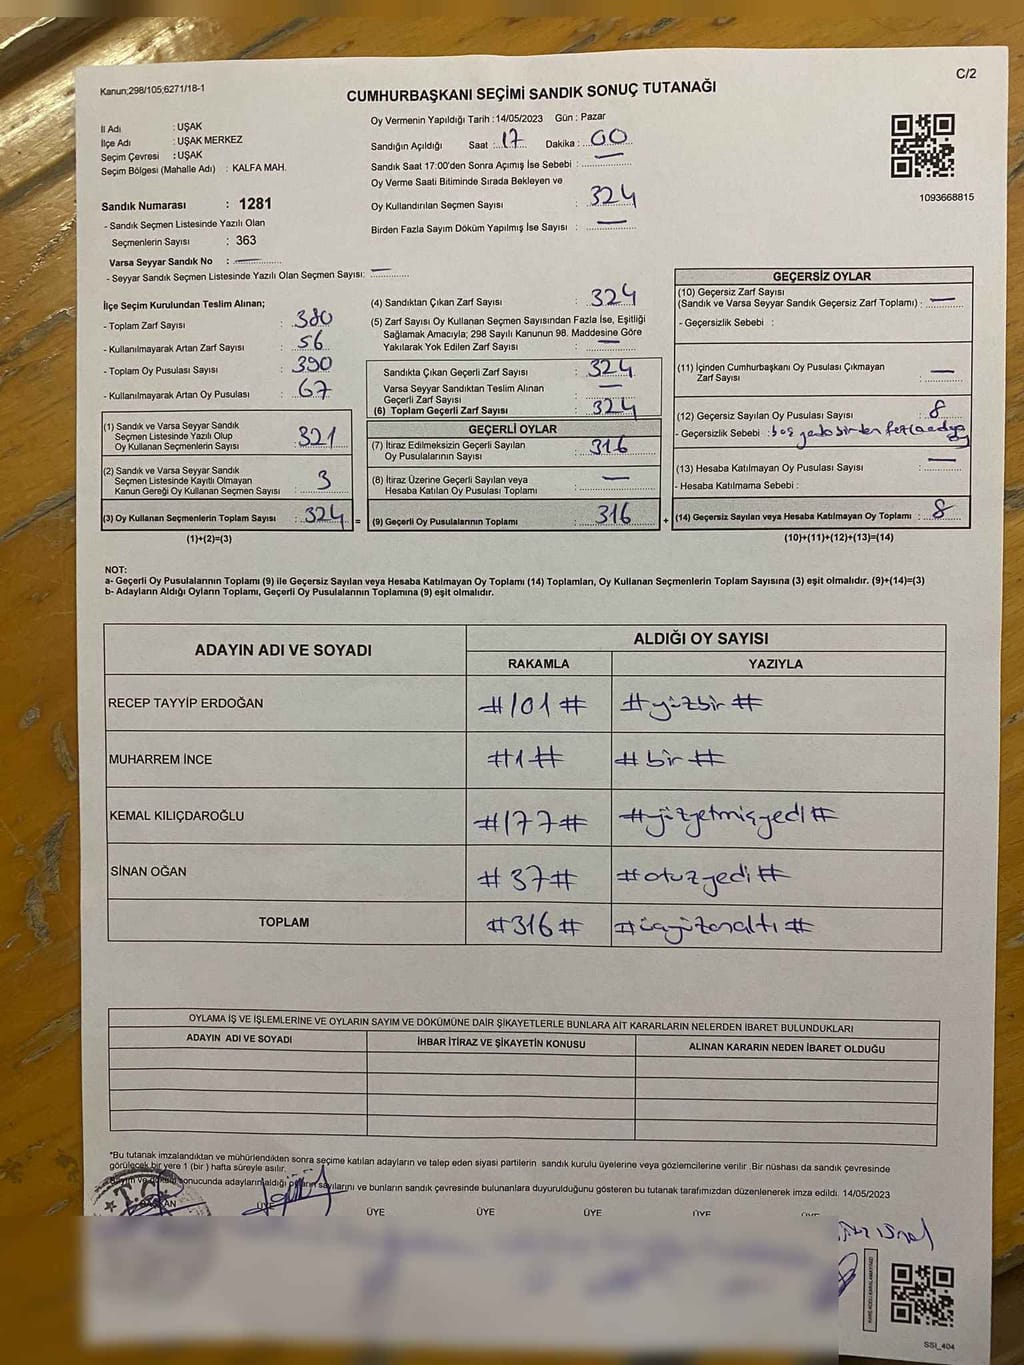 Kanun;298/105;6271/18-1
C/2
CUMHURBAŞKANI SEÇİMİ SANDIK SONUÇ TUTANAĞI
İl Adı : UŞAK
İlçe Adı : UŞAK MERKEZ
Seçim Çevresi : UŞAK
Seçim Bölgesi (Mahalle Adı) : KALFA MAH.
Sandık Numarası : 1281
- Sandık Seçmen Listesinde Yazılı Olan
Seçmenlerin Sayısı : 363
Varsa Seyyar Sandık No : —
- Seyyar Sandık Seçmen Listesinde Yazılı Olan Seçmen Sayısı: —
Oy Vermenin Yapıldığı Tarih :14/05/2023 Gün : Pazar
Sandığın Açıldığı Saat : 17 Dakika : 00
Sandık Saat 17:00'den Sonra Açımış İse Sebebi : —
Oy Verme Saati Bitiminde Sırada Bekleyen ve
Oy Kullandırılan Seçmen Sayısı : 324
Birden Fazla Sayım Döküm Yapılmış İse Sayısı : —
1093668815
İlçe Seçim Kurulundan Teslim Alınan;
- Toplam Zarf Sayısı : 380
- Kullanılmayarak Artan Zarf Sayısı : 56
- Toplam Oy Pusulası Sayısı : 390
- Kullanılmayarak Artan Oy Pusulası : 67
(1) Sandık ve Varsa Seyyar Sandık
Seçmen Listesinde Yazılı Olup
Oy Kullanan Seçmenlerin Sayısı : 321
(2) Sandık ve Varsa Seyyar Sandık
Seçmen Listesinde Kayıtlı Olmayan
Kanun Gereği Oy Kullanan Seçmen Sayısı : 3
(3) Oy Kullanan Seçmenlerin Toplam Sayısı : 324 =
(1)+(2)=(3)
(4) Sandıktan Çıkan Zarf Sayısı : 324
(5) Zarf Sayısı Oy Kullanan Seçmen Sayısından Fazla İse, Eşitliği
Sağlamak Amacıyla; 298 Sayılı Kanunun 98. Maddesine Göre
Yakılarak Yok Edilen Zarf Sayısı : —
Sandıkta Çıkan Geçerli Zarf Sayısı : 324
Varsa Seyyar Sandıktan Teslim Alınan
Geçerli Zarf Sayısı : —
(6) Toplam Geçerli Zarf Sayısı : 324
GEÇERLİ OYLAR
(7) İtiraz Edilmeksizin Geçerli Sayılan
Oy Pusulalarının Sayısı : 316
(8) İtiraz Üzerine Geçerli Sayılan veya
Hesaba Katılan Oy Pusulası Toplamı : —
(9) Geçerli Oy Pusulalarının Toplamı : 316 +
GEÇERSİZ OYLAR
(10) Geçersiz Zarf Sayısı
(Sandık ve Varsa Seyyar Sandık Geçersiz Zarf Toplamı) : —
- Geçersizlik Sebebi :
(11) İçinden Cumhurbaşkanı Oy Pusulası Çıkmayan
Zarf Sayısı : —
(12) Geçersiz Sayılan Oy Pusulası Sayısı : 8
- Geçersizlik Sebebi : boş yada birden fazla
(13) Hesaba Katılmayan Oy Pusulası Sayısı : —
- Hesaba Katılmama Sebebi :
(14) Geçersiz Sayılan veya Hesaba Katılmayan Oy Toplamı : 8
(10)+(11)+(12)+(13)=(14)
NOT:
a- Geçerli Oy Pusulalarının Toplamı (9) ile Geçersiz Sayılan veya Hesaba Katılmayan Oy Toplamı (14) Toplamları, Oy Kullanan Seçmenlerin Toplam Sayısına (3) eşit olmalıdır. (9)+(14)=(3)
b- Adayların Aldığı Oyların Toplamı, Geçerli Oy Pusulalarının Toplamına (9) eşit olmalıdır.
ADAYIN ADI VE SOYADI
ALDIĞI OY SAYISI
RAKAMLA YAZIYLA
RECEP TAYYİP ERDOĞAN #101# #yüzbir#
MUHARREM İNCE #1# #bir#
KEMAL KILIÇDAROĞLU #177# #yüzyetmişyedi#
SİNAN OĞAN #37# #otuzyedi#
TOPLAM #316# #üçyüzonaltı#
OYLAMA İŞ VE İŞLEMLERİNE VE OYLARIN SAYIM VE DÖKÜMÜNE DAİR ŞİKAYETLERLE BUNLARA AİT KARARLARIN NELERDEN İBARET BULUNDUKLARI
ADAYIN ADI VE SOYADI İHBAR İTİRAZ VE ŞİKAYETİN KONUSU ALINAN KARARIN NEDEN İBARET OLDUĞU
*Bu tutanak imzalandıktan ve mühürlendikten sonra seçime katılan adayların ve talep eden siyasi partilerin sandık kurulu üyelerine veya gözlemcilerine verilir .Bir nüshası da sandık çevresinde
görülecek bir yere 1 (bir ) hafta süreyle asılır.
sonucunda adayların aldığı oyların sayılarını ve bunların sandık çevresinde bulunanlara duyurulduğunu gösteren bu tutanak tarafımızdan düzenlenerek imza edildi. 14/05/2023
T.C.
BAŞKAN ÜYE ÜYE ÜYE ÜYE ÜYE
SSİ_404